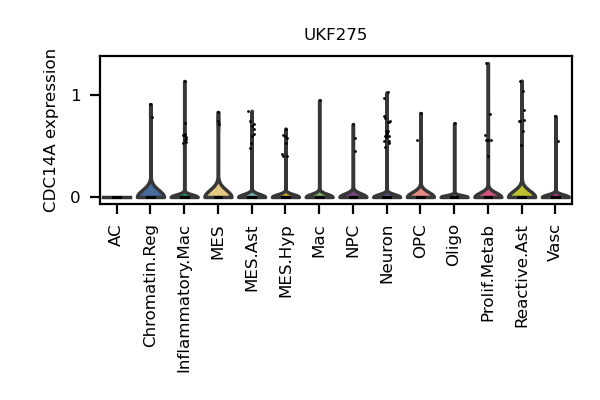 UKF275
CDC14A expression
1
0
AC
Chromatin.Reg
Inflammatory.Mac
MES
MES.Ast
MES.Hyp
Mac
NPC
Neuron
OPC
Oligo
Prolif.Metab
Reactive.Ast
Vasc